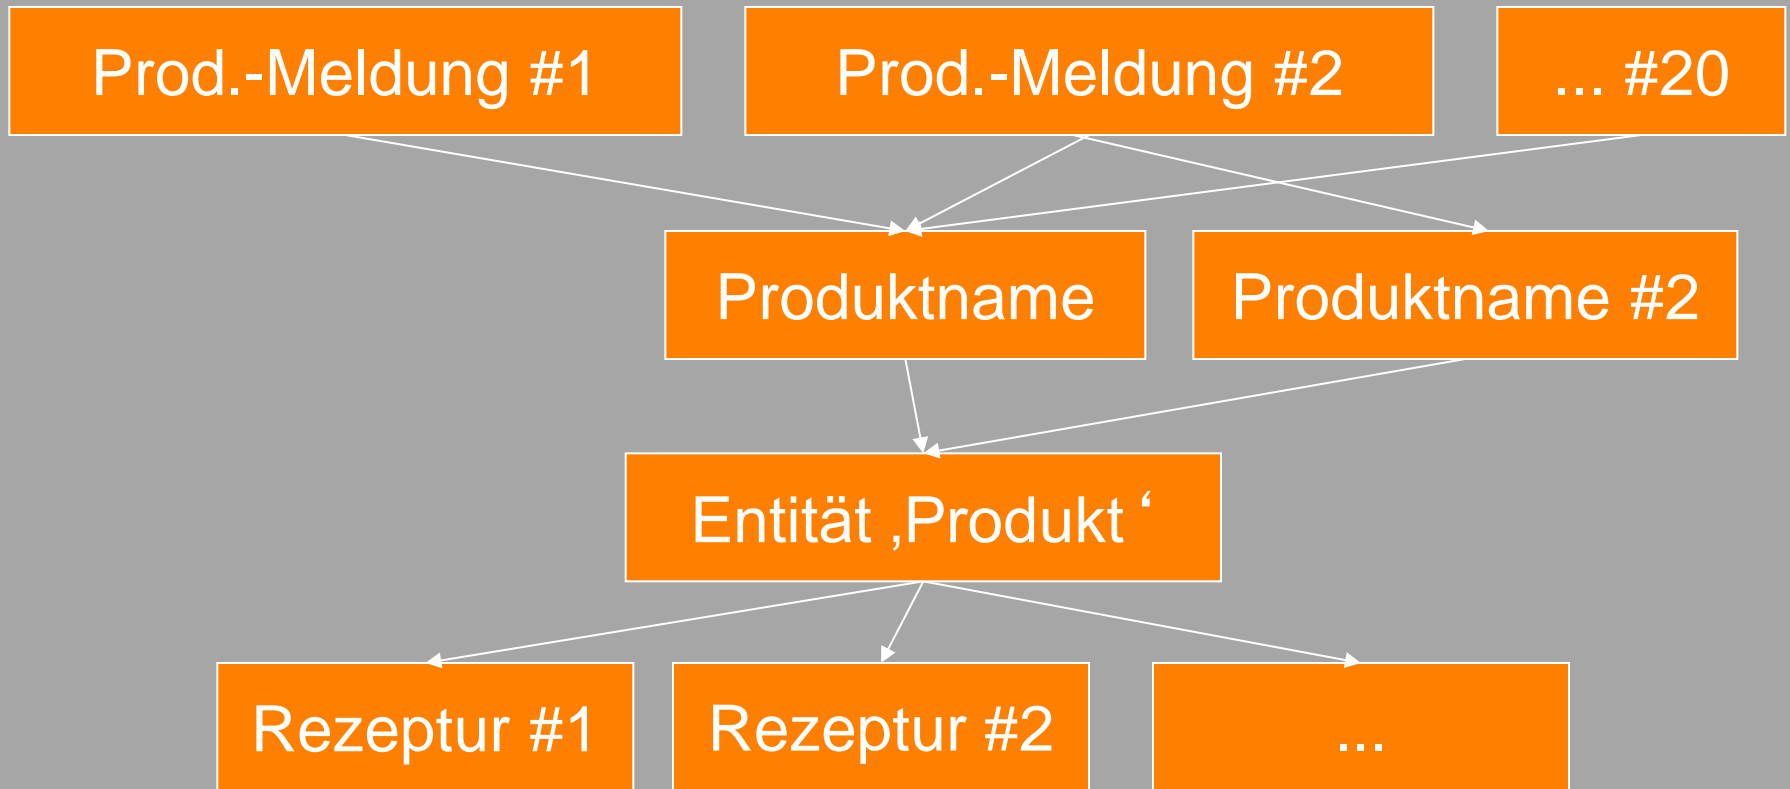 Prod.-Meldung #1
Prod.-Meldung #2
... #20
Produktname
Produktname #2
Entität ‚Produkt ‘
Rezeptur #1
Rezeptur #2
...